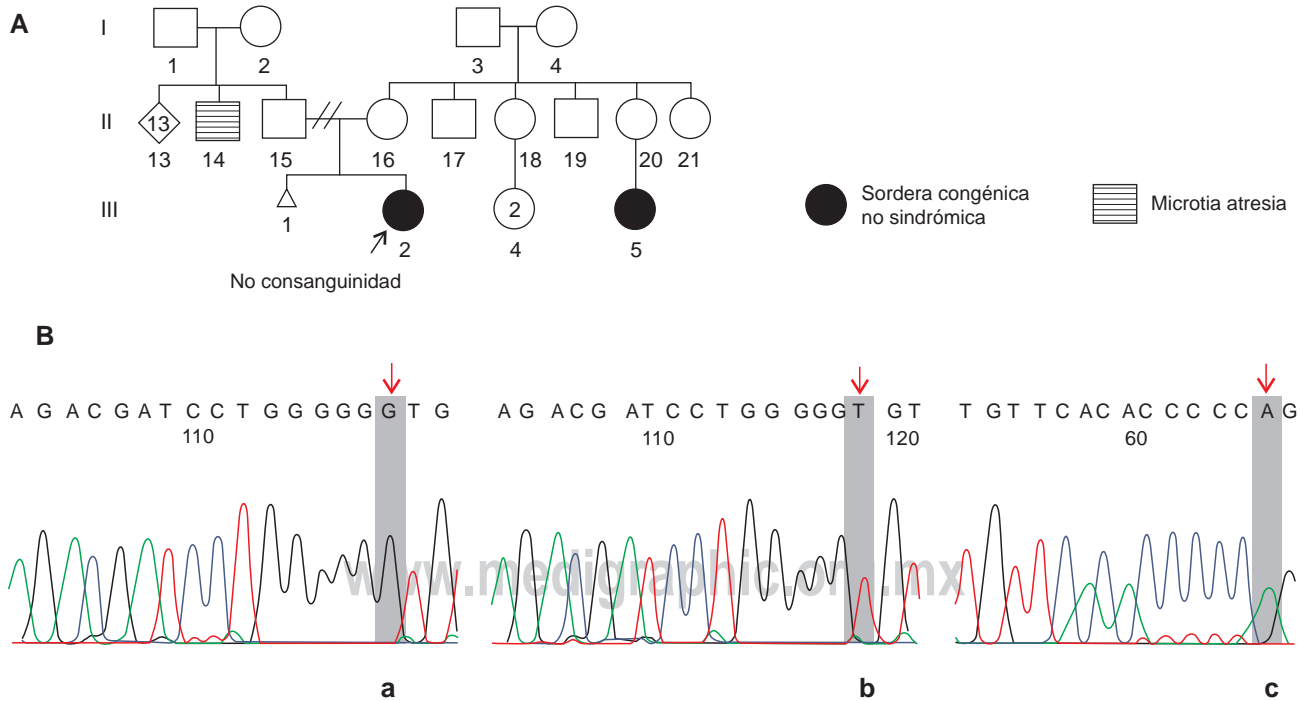 A
I
1 2 3 4
II
13
13 14 15 16 17 18 19 20 21
III
2
1 2 4 5
No consanguinidad
Sordera congénica
no sindrómica
Microtia atresia
B
A G A C G A T C C T G G G G G G T G
110
A G A C G A T C C T G G G G G T G T
110 120
T G T T C A C A C C C C C A G
60
www.medigraphic.org.mx
a b c